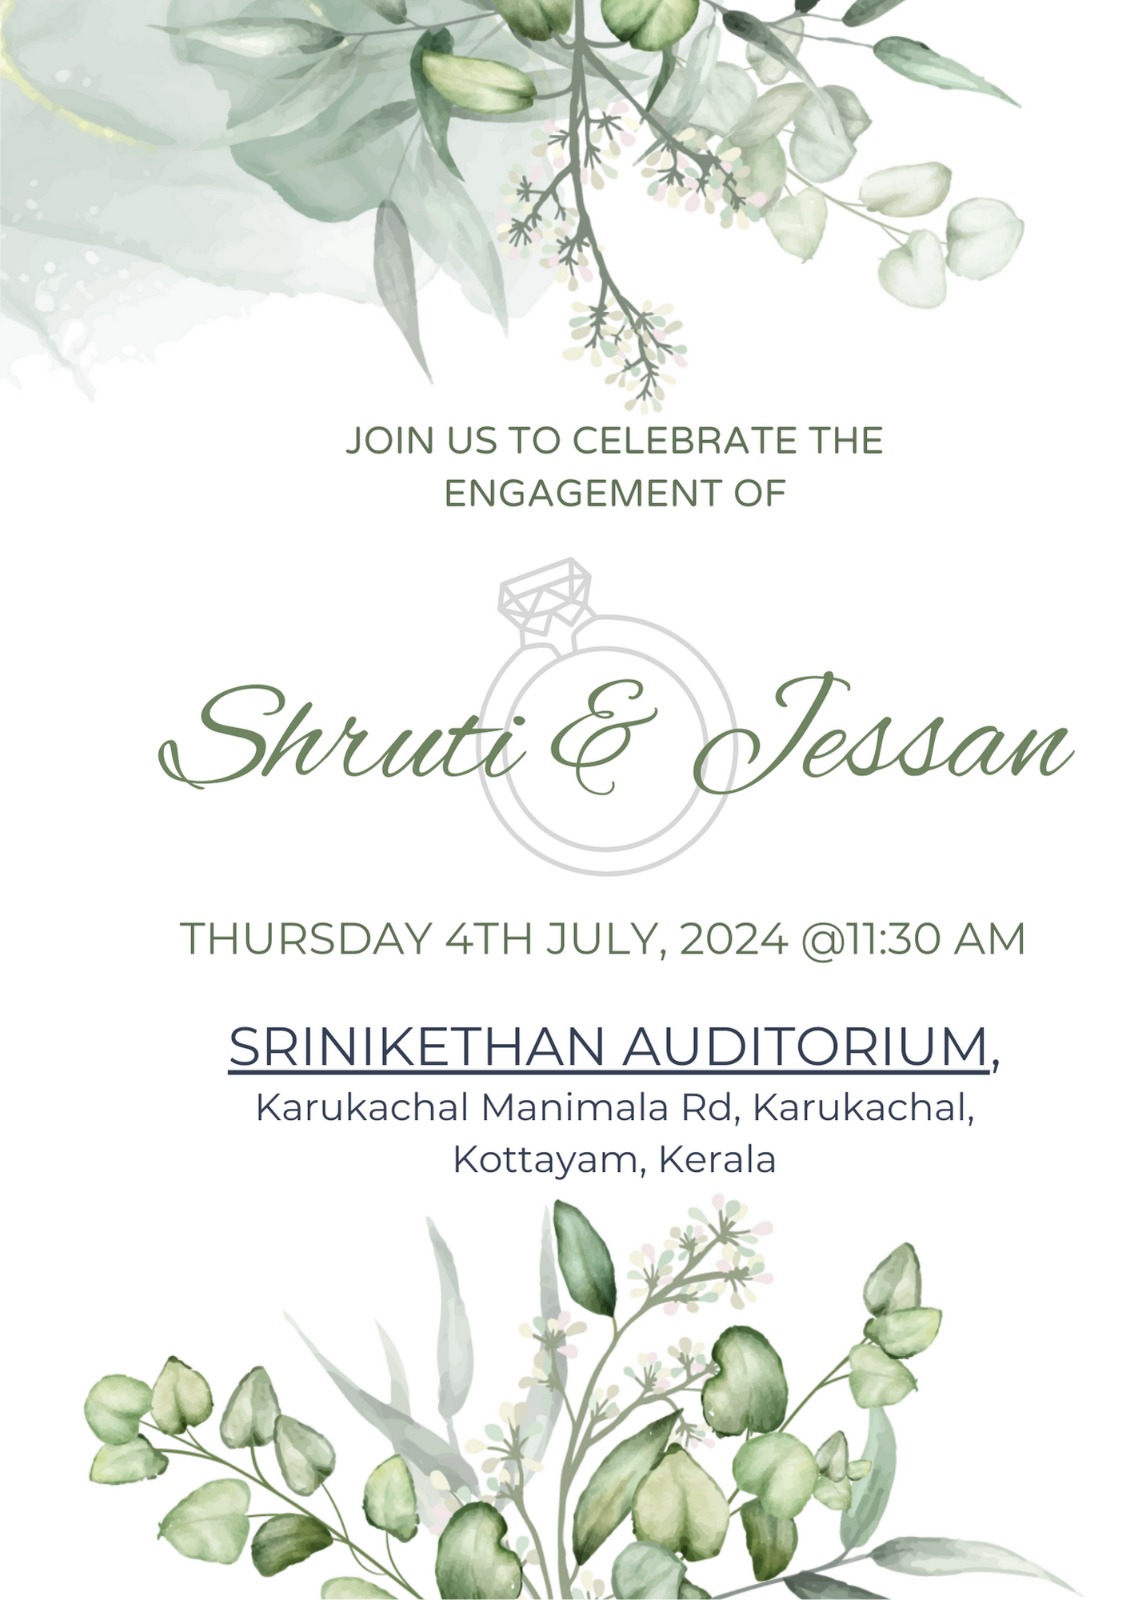 JOIN US TO CELEBRATE THE
ENGAGEMENT OF
Shruti & Jessan
THURSDAY 4TH JULY, 2024 @11:30 AM
SRINIKETHAN AUDITORIUM,
Karukachal Manimala Rd, Karukachal,
Kottayam, Kerala